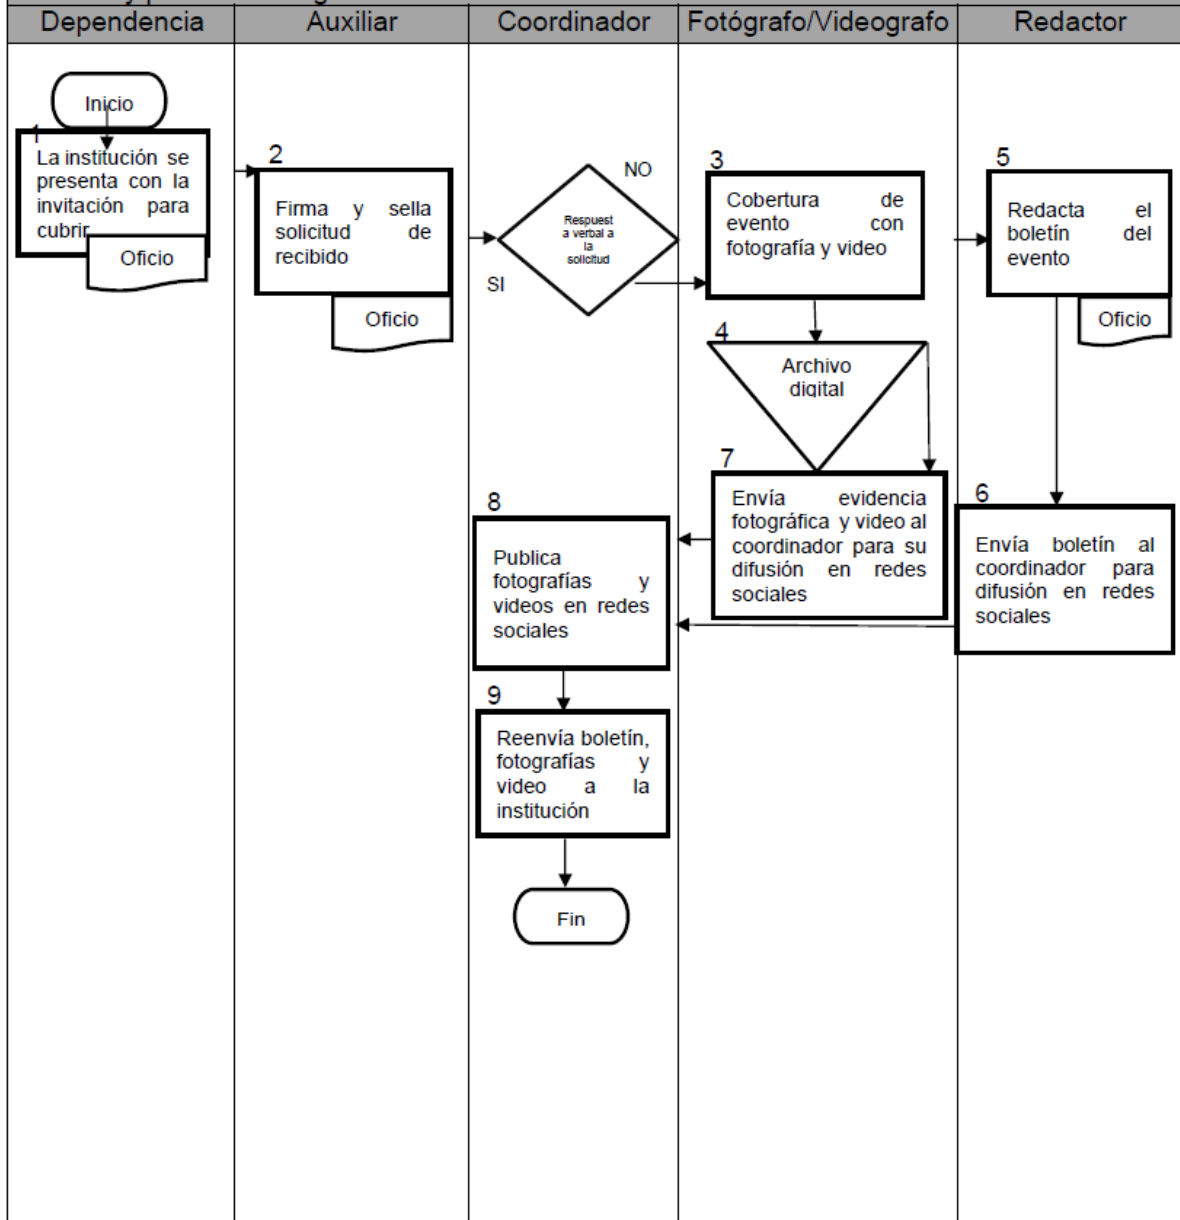 Dependencia
Auxiliar
Coordinador
Fotógrafo/Videografo
Redactor
Inicio
1
La institución se
presenta con la
invitación para
cubrir
Oficio
2
Firma y sella
solicitud de
recibido
Oficio
NO
Respuest
a verbal a
la
solicitud
SI
3
Cobertura de
evento con
fotografía y video
4
Archivo
digital
5
Redacta el
boletín del
evento
Oficio
6
Envía boletín al
coordinador para
difusión en redes
sociales
7
Envía evidencia
fotográfica y video al
coordinador para su
difusión en redes
sociales
8
Publica
fotografías y
videos en redes
sociales
9
Reenvía boletín,
fotografías y
video a la
institución
Fin